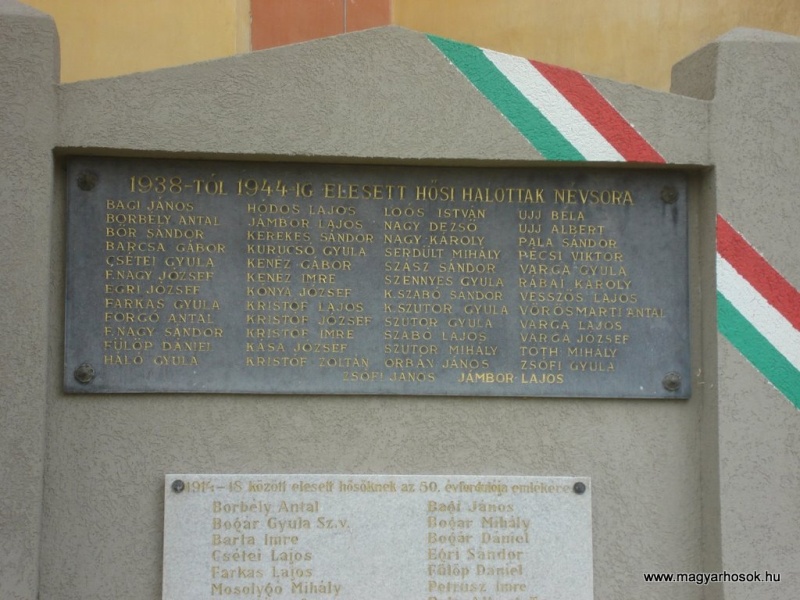 1938-TÓL 1944-IG ELESETT HŐSI HALOTTAK NÉVSORA
BAGI JÁNOS
BORBÉLY ANTAL
BÓR SÁNDOR
BARCSA GÁBOR
CSÉTEI GYULA
F.NAGY JÓZSEF
EGRI JÓZSEF
FARKAS GYULA
FORGÓ ANTAL
F.NAGY SÁNDOR
FÜLÖP DÁNIEL
HALÓ GYULA
HÓDOS LAJOS
JÁMBOR LAJOS
KEREKES SÁNDOR
KURUCSÓ GYULA
KENÉZ GÁBOR
KENÉZ IMRE
KÓNYA JÓZSEF
KRISTÓF LAJOS
KRISTÓF JÓZSEF
KRISTÓF IMRE
KASA JÓZSEF
KRISTÓF ZOLTÁN
LOÓS ISTVÁN
NAGY DEZSŐ
NAGY KÁROLY
SERDÜLT MIHÁLY
SZÁSZ SÁNDOR
SZENNYES GYULA
K.SZABÓ SÁNDOR
K.SZUTOR GYULA
SZUTOR GYULA
SZABÓ LAJOS
SZUTOR MIHÁLY
ORBÁN JÁNOS
UJJ BÉLA
UJJ ALBERT
PALA SÁNDOR
PÉCSI VIKTOR
VARGA GYULA
RÁBAI KÁROLY
VESSZŐS LAJOS
VÖRÖSMARTI ANTAL
VARGA LAJOS
VARGA JÓZSEF
TÓTH MIHÁLY
ZSÓFI GYULA
ZSÓFI JÁNOS JÁMBOR LAJOS
1914-18 között elesett hősöknek az 50. évfordulója emlékére
Borbély Antal
Bogár Gyula Sz.v.
Barta Imre
Csétei Lajos
Farkas Lajos
Mosolygó Mihály
Bagi János
Bogár Mihály
Bogár Dániel
Egri Sándor
Fülöp Dániel
Petrusz Imre
www.magyarhosok.hu